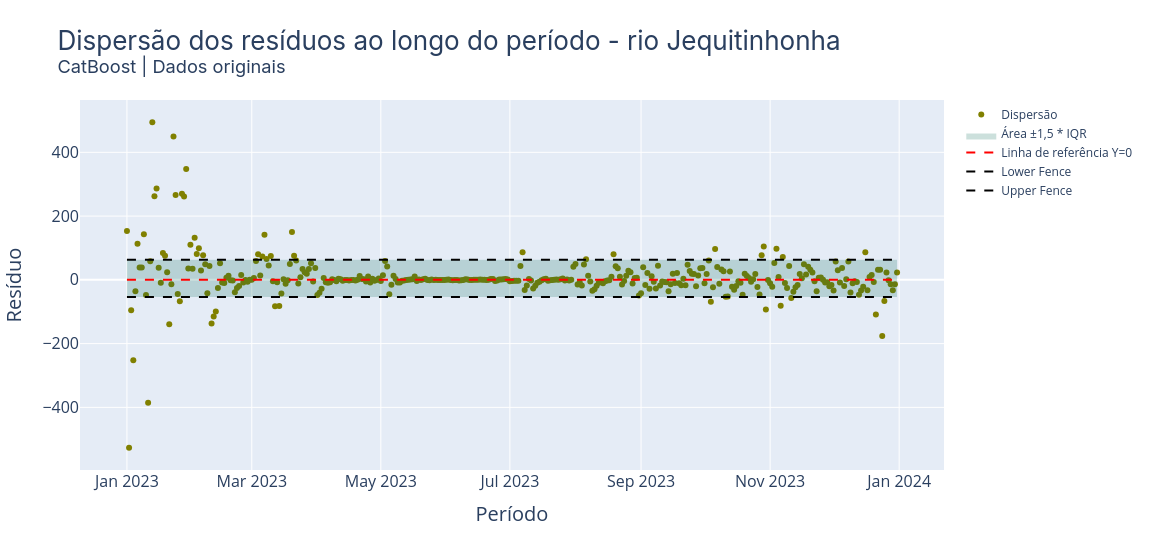 Dispersão dos resíduos ao longo do período - rio Jequitinhonha
CatBoost | Dados originais
Dispersão
Área ±1,5 * IQR
Linha de referência Y=0
Lower Fence
Upper Fence
Resíduo
400
200
0
−200
−400
Jan 2023
Mar 2023
May 2023
Jul 2023
Sep 2023
Nov 2023
Jan 2024
Período